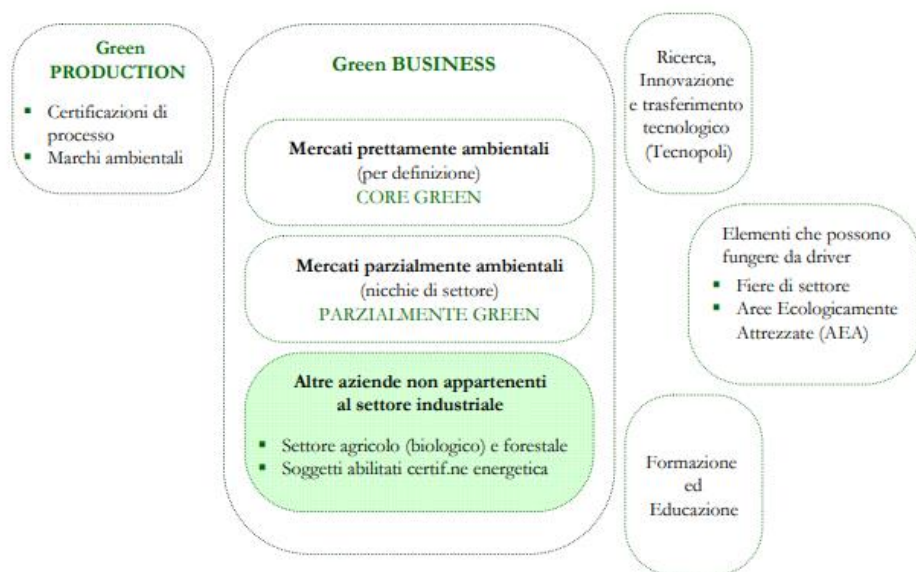 Green
PRODUCTION
▪ Certificazioni di
processo
▪ Marchi ambientali
Green BUSINESS
Mercati prettamente ambientali
(per definizione)
CORE GREEN
Mercati parzialmente ambientali
(nicchie di settore)
PARZIALMENTE GREEN
Altre aziende non appartenenti
al settore industriale
▪ Settore agricolo (biologico) e forestale
▪ Soggetti abilitati certif.ne energetica
Ricerca,
Innovazione
e trasferimento
tecnologico
(Tecnopoli)
Elementi che possono
fungere da driver
▪ Fiere di settore
▪ Aree Ecologicamente
Attrezzate (AEA)
Formazione
ed
Educazione